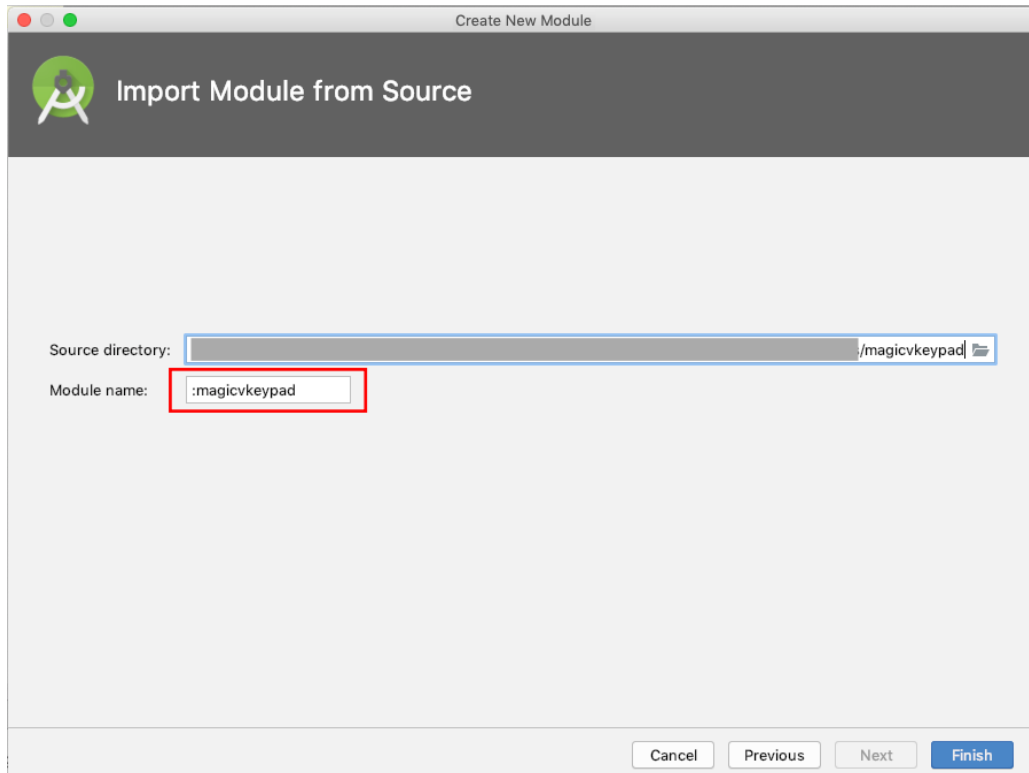 Create New Module
Import Module from Source
Source directory: /magicvkeypad
Module name: :magicvkeypad
Cancel Previous Next Finish